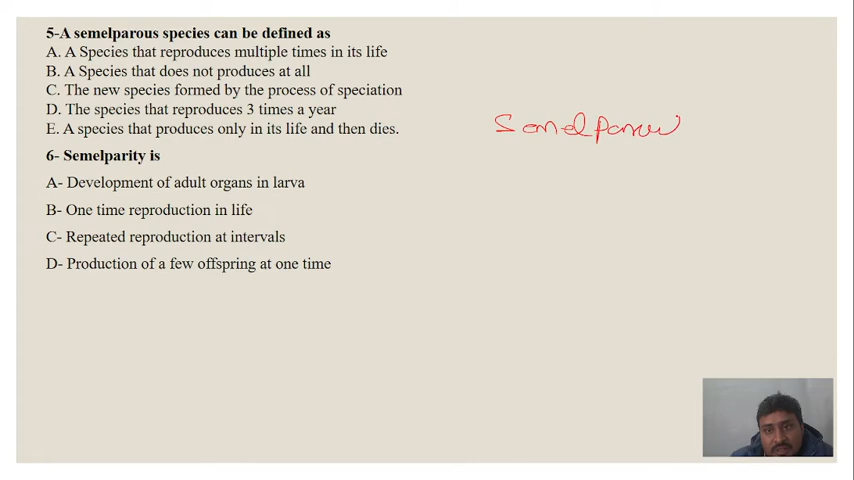 5-A semelparous species can be defined as
A. A Species that reproduces multiple times in its life
B. A Species that does not produces at all
C. The new species formed by the process of speciation
D. The species that reproduces 3 times a year
E. A species that produces only in its life and then dies.
Semelparou
6- Semelparity is
A- Development of adult organs in larva
B- One time reproduction in life
C- Repeated reproduction at intervals
D- Production of a few offspring at one time